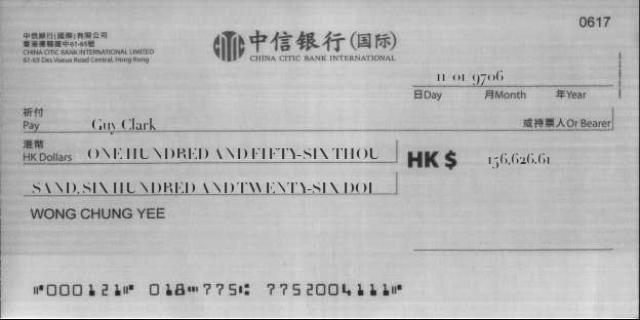 0617
中信銀行(國際)有限公司
香港德輔道中61-65號
CHINA CITIC BANK INTERNATIONAL LIMITED
61-65 Des Voeux Road Central, Hong Kong
中信银行(国际)
CHINA CITIC BANK INTERNATIONAL
11 01 9706
日Day 月Month 年Year
祈付
Pay Guy Clark 或持票人Or Bearer
港幣
HK Dollars ONE HUNDRED AND FIFTY-SIX THOU
HK $ 156,626.61
SAND, SIX HUNDRED AND TWENTY-SIX DOL
WONG CHUNG YEE
⑈000121⑈ 018⑉775⑆ 7752004111⑈